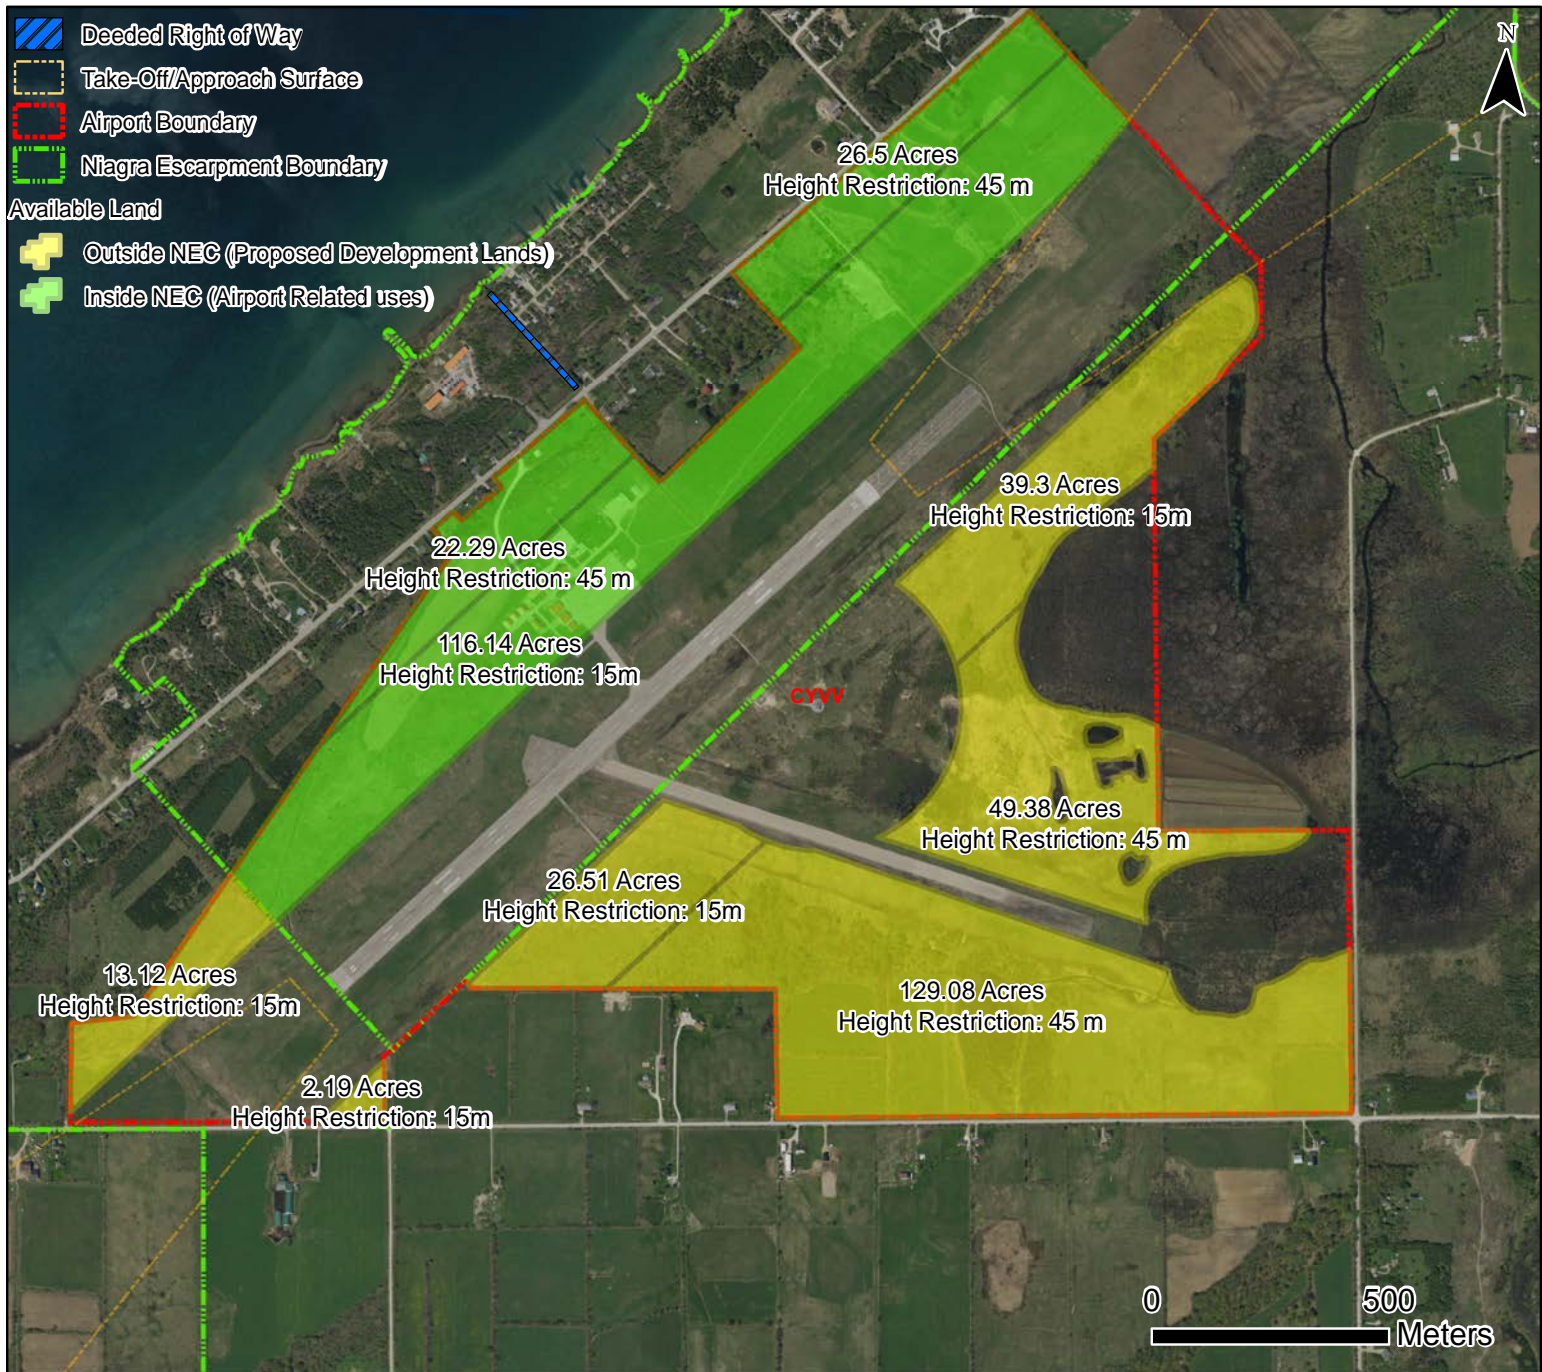 Deeded Right of Way
Take-Off/Approach Surface
Airport Boundary
Niagra Escarpment Boundary
Available Land
Outside NEC (Proposed Development Lands)
Inside NEC (Airport Related uses)
N
26.5 Acres
Height Restriction: 45 m
39.3 Acres
Height Restriction: 15m
22.29 Acres
Height Restriction: 45 m
116.14 Acres
Height Restriction: 15m
CYVV
49.38 Acres
Height Restriction: 45 m
26.51 Acres
Height Restriction: 15m
13.12 Acres
Height Restriction: 15m
129.08 Acres
Height Restriction: 45 m
2.19 Acres
Height Restriction: 15m
0 500
Meters